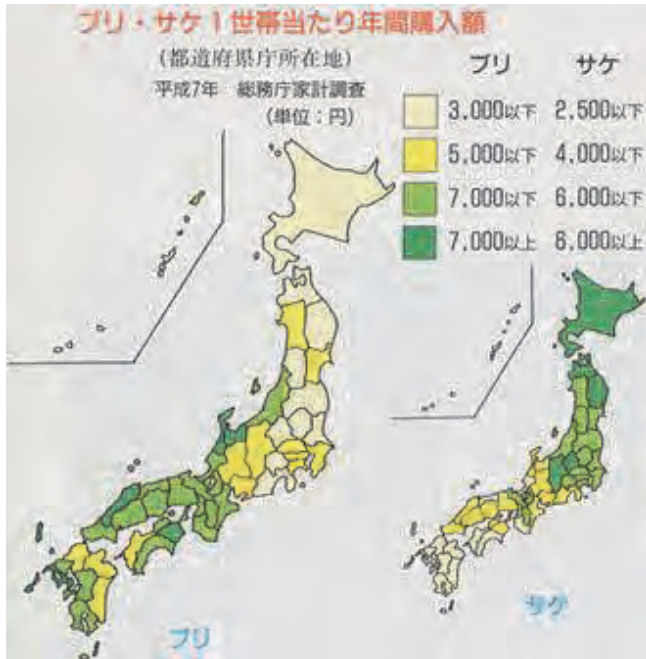 ブリ・サケ1世帯当たり年間購入額
(都道府県庁所在地)
平成7年 総務庁家計調査
(単位：円)
ブリ サケ
3,000以下 2,500以下
5,000以下 4,000以下
7,000以下 6,000以下
7,000以上 6,000以上
サケ
ブリ